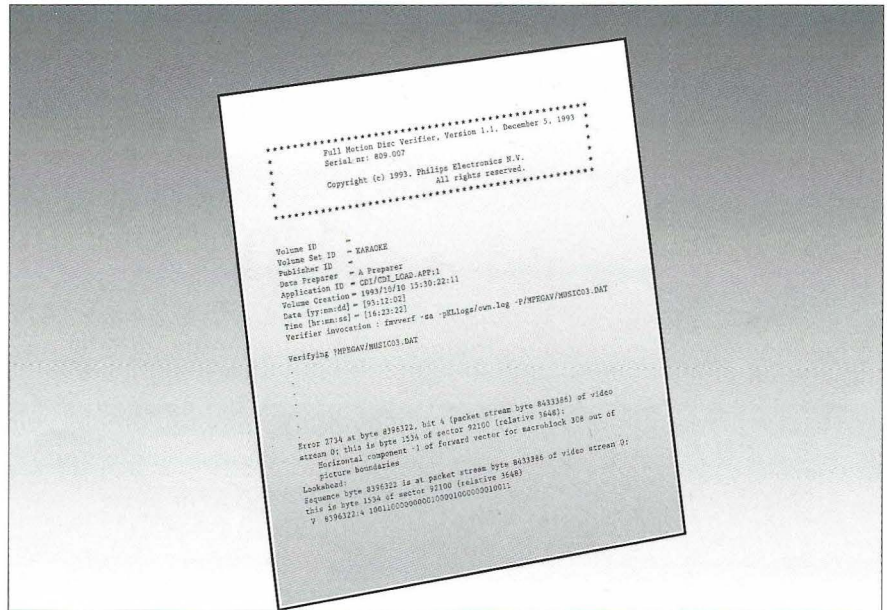 ************************************************
* Full Motion Disc Verifier, Version 1.1, December 5, 1993 *
* Serial nr: 809.007 *
* *
* Copyright (c) 1993, Philips Electronics N.V. *
* All rights reserved. *
************************************************
Volume ID =
Volume Set ID = KARAOKE
Publisher ID =
Data Preparer = A Preparer
Application ID = CDI/CDI_LOAD.APP;1
Volume Creation = 1993/10/10 15:30:22:11
Data [yy:mm:dd] = [93:12:02]
Time [hr:mm:ss] = [16:23:22]
Verifier invocation : fmvverf -sa -pELlogs/own.log -P/MPEGAV/MUSIC03.DAT
Verifying ?MPEGAV/MUSIC03.DAT
.
.
.
.
.
Error 2734 at byte 8396322, bit 4 (packet stream byte 8433386) of video
stream 0; this is byte 1534 of sector 92100 (relative 3648):
Horizontal component -1 of forward vector for macroblock 308 out of
picture boundaries
Lookahead:
Sequence byte 8396322 is at packet stream byte 8433386 of video stream 0;
this is byte 1534 of sector 92100 (relative 3648)
V 8396322:4